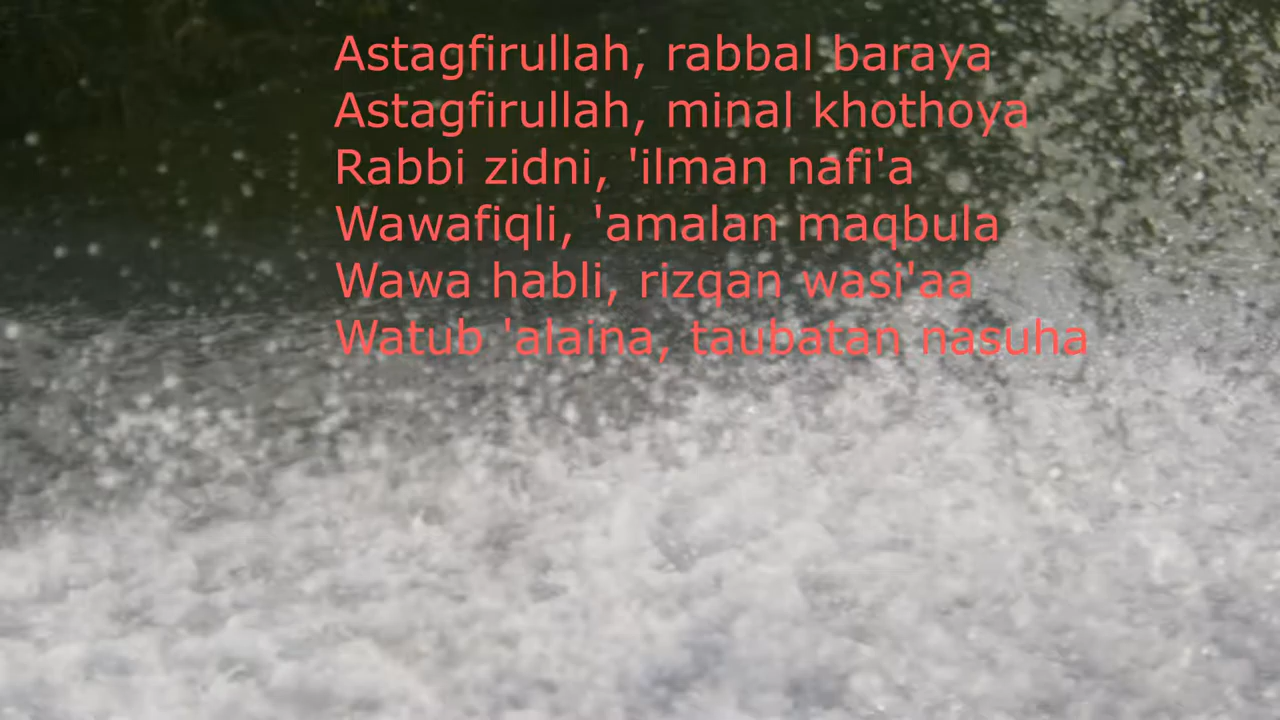 Astagfirullah, rabbal baraya
Astagfirullah, minal khothoya
Rabbi zidni, 'ilman nafi'a
Wawafiqli, 'amalan maqbula
Wawa habli, rizqan wasi'aa
Watub 'alaina, taubatan nasuha